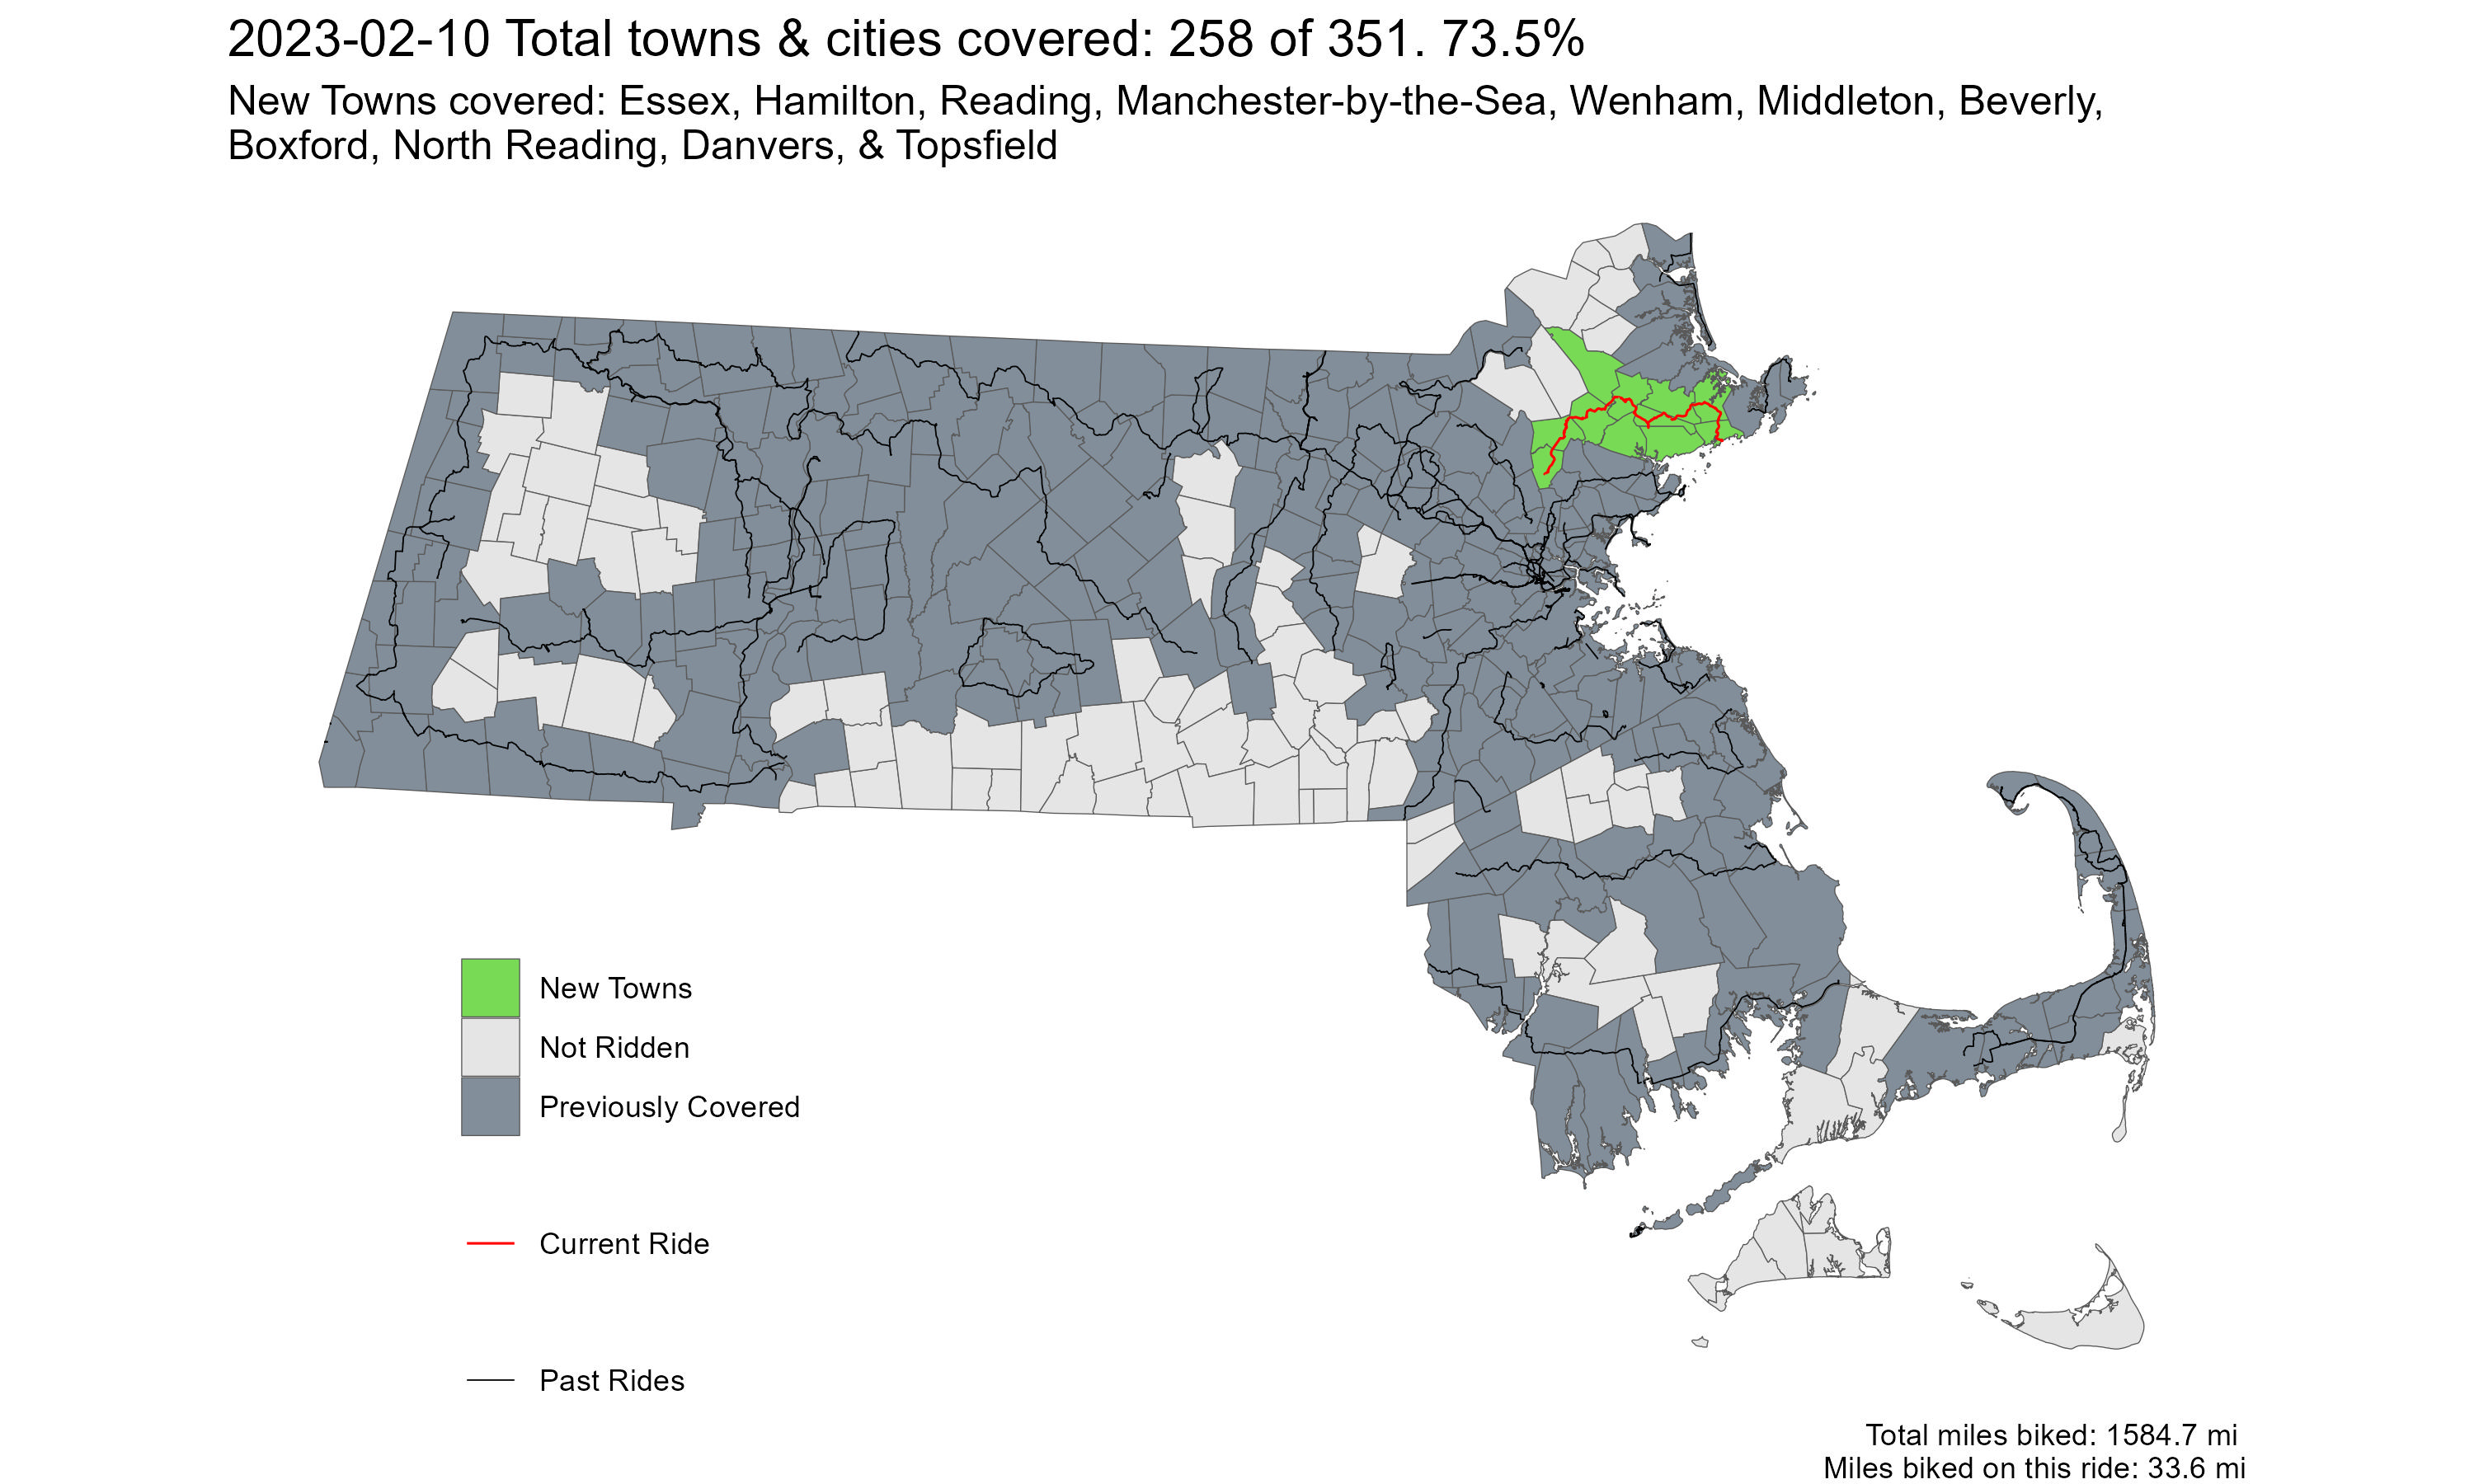 2023-02-10 Total towns & cities covered: 258 of 351. 73.5%
New Towns covered: Essex, Hamilton, Reading, Manchester-by-the-Sea, Wenham, Middleton, Beverly,
Boxford, North Reading, Danvers, & Topsfield
New Towns
Not Ridden
Previously Covered
Current Ride
Past Rides
Total miles biked: 1584.7 mi
Miles biked on this ride: 33.6 mi